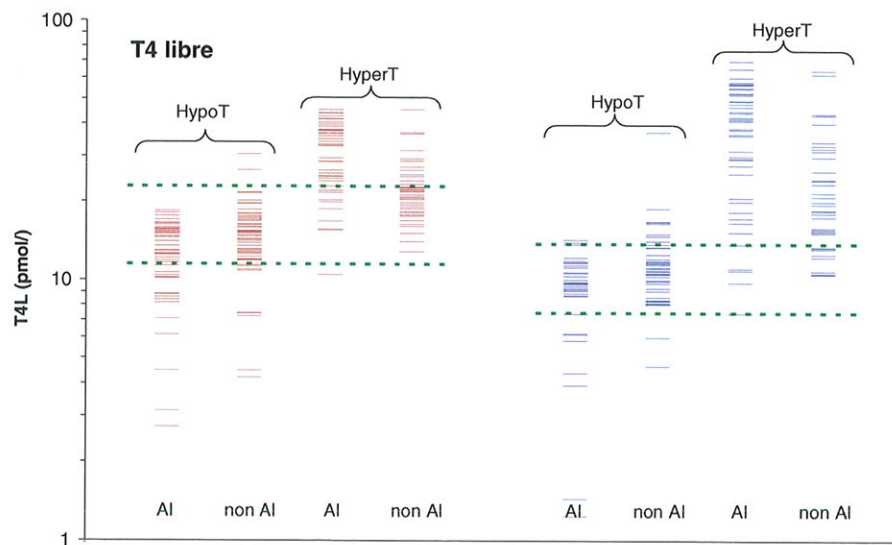 100
T4 libre
HyperT
HyperT
HypoT
HypoT
10
T4L (pmol/)
AI
non AI
AI
non AI
AI
non AI
AI
non AI
1